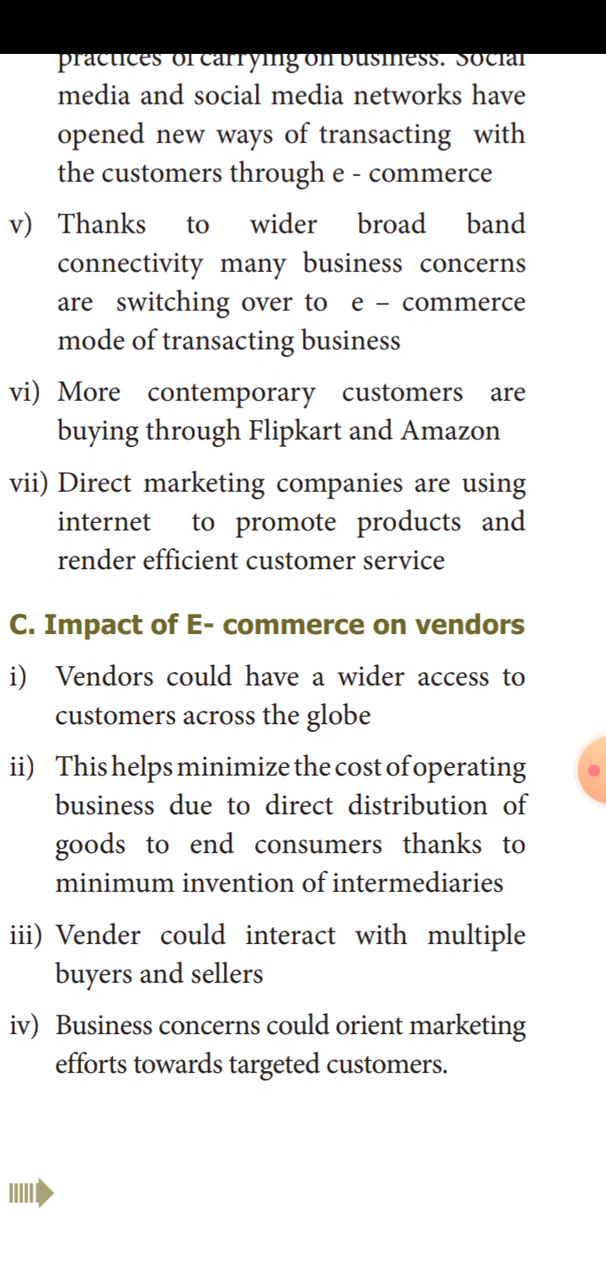 practices of carrying on business. Social
media and social media networks have
opened new ways of transacting with
the customers through e - commerce
v) Thanks to wider broad band
connectivity many business concerns
are switching over to e – commerce
mode of transacting business
vi) More contemporary customers are
buying through Flipkart and Amazon
vii) Direct marketing companies are using
internet to promote products and
render efficient customer service
C. Impact of E- commerce on vendors
i) Vendors could have a wider access to
customers across the globe
ii) This helps minimize the cost of operating
business due to direct distribution of
goods to end consumers thanks to
minimum invention of intermediaries
iii) Vender could interact with multiple
buyers and sellers
iv) Business concerns could orient marketing
efforts towards targeted customers.